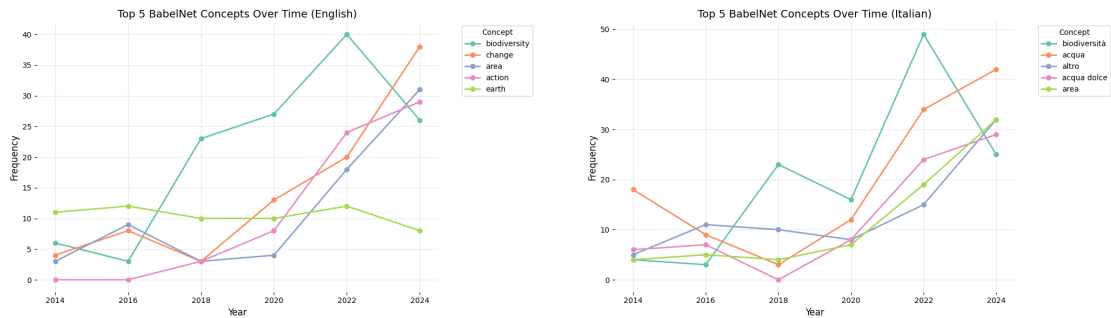 Top 5 BabelNet Concepts Over Time (English)
Concept
biodiversity
change
area
action
earth
Frequency
40
35
30
25
20
15
10
5
0
2014 2016 2018 2020 2022 2024
Year
Top 5 BabelNet Concepts Over Time (Italian)
Concept
biodiversità
acqua
altro
acqua dolce
area
Frequency
50
40
30
20
10
0
2014 2016 2018 2020 2022 2024
Year